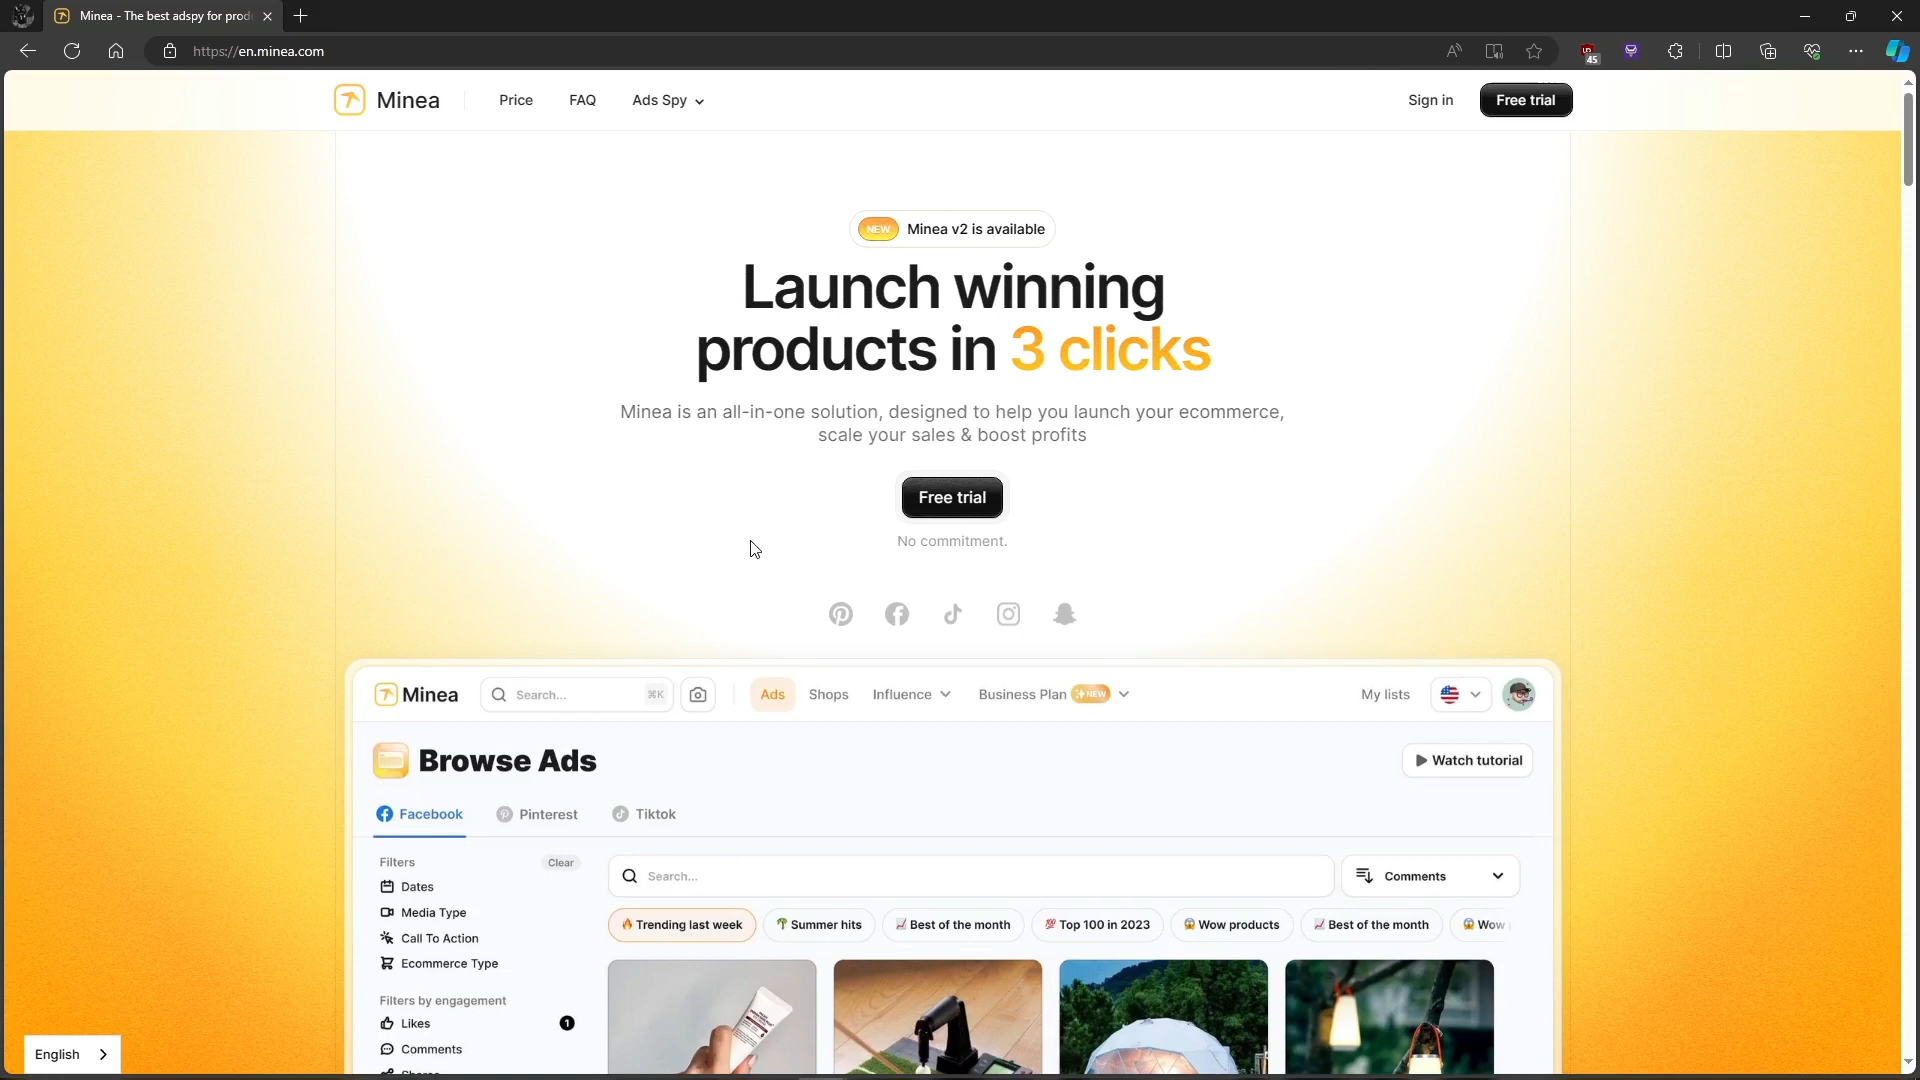 Minea - The best adspy for prod
https://en.minea.com
45
Minea
Price
FAQ
Ads Spy
Sign in
Free trial
NEW Minea v2 is available
Launch winning
products in 3 clicks
Minea is an all-in-one solution, designed to help you launch your ecommerce,
scale your sales & boost profits
Free trial
No commitment.
Minea
Search...
⌘K
Ads
Shops
Influence
Business Plan NEW
My lists
Browse Ads
Watch tutorial
Facebook
Pinterest
Tiktok
Filters
Clear
Search...
Comments
Dates
Media Type
Call To Action
Ecommerce Type
Trending last week
Summer hits
Best of the month
💯 Top 100 in 2023
Wow products
Best of the month
Wow
Filters by engagement
Likes
1
Comments
English